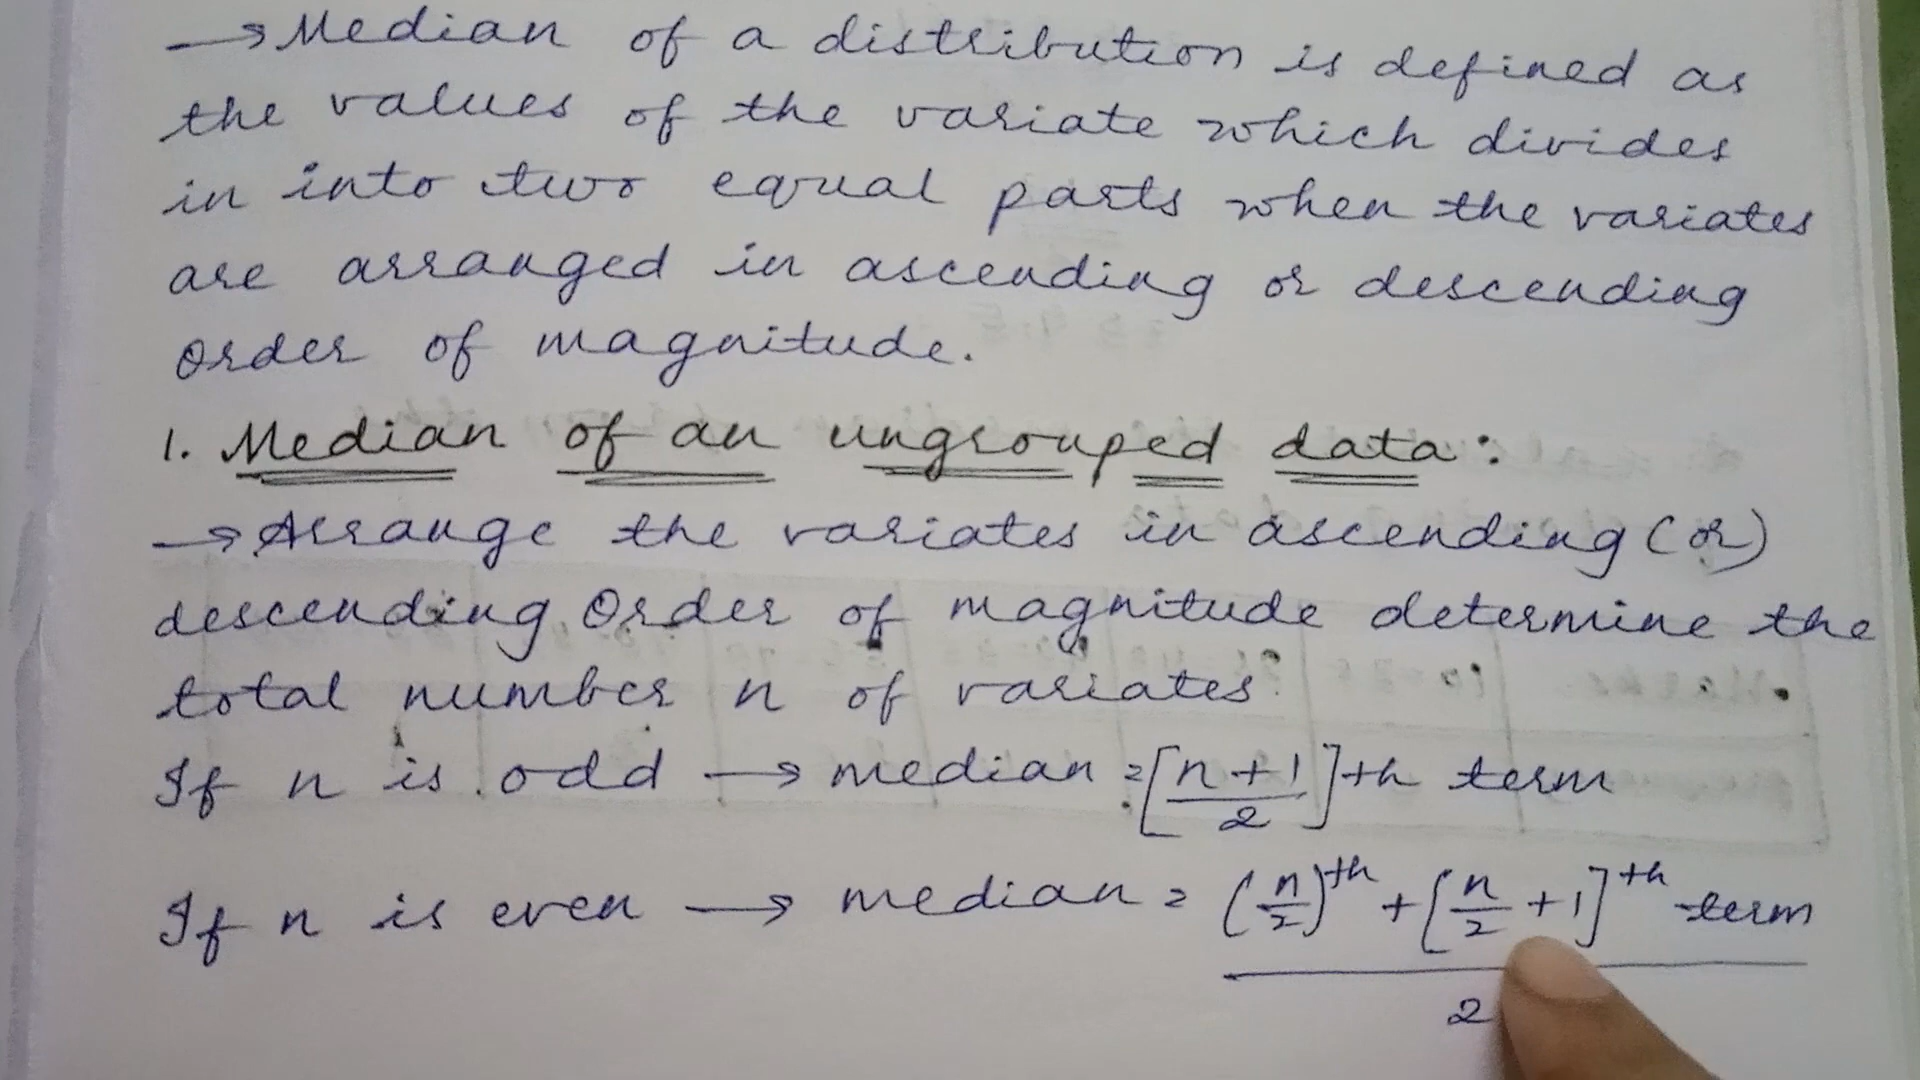 → Median of a distribution is defined as
the values of the variate which divides
in into two equal parts when the variates
are arranged in ascending or descending
order of magnitude.
1. Median of an ungrouped data:
→ Arrange the variates in ascending (or)
descending order of magnitude determine the
total number n of variates
If n is odd → median = [n+1/2]th term
If n is even → median = (n/2)th + [n/2 + 1]th term
2